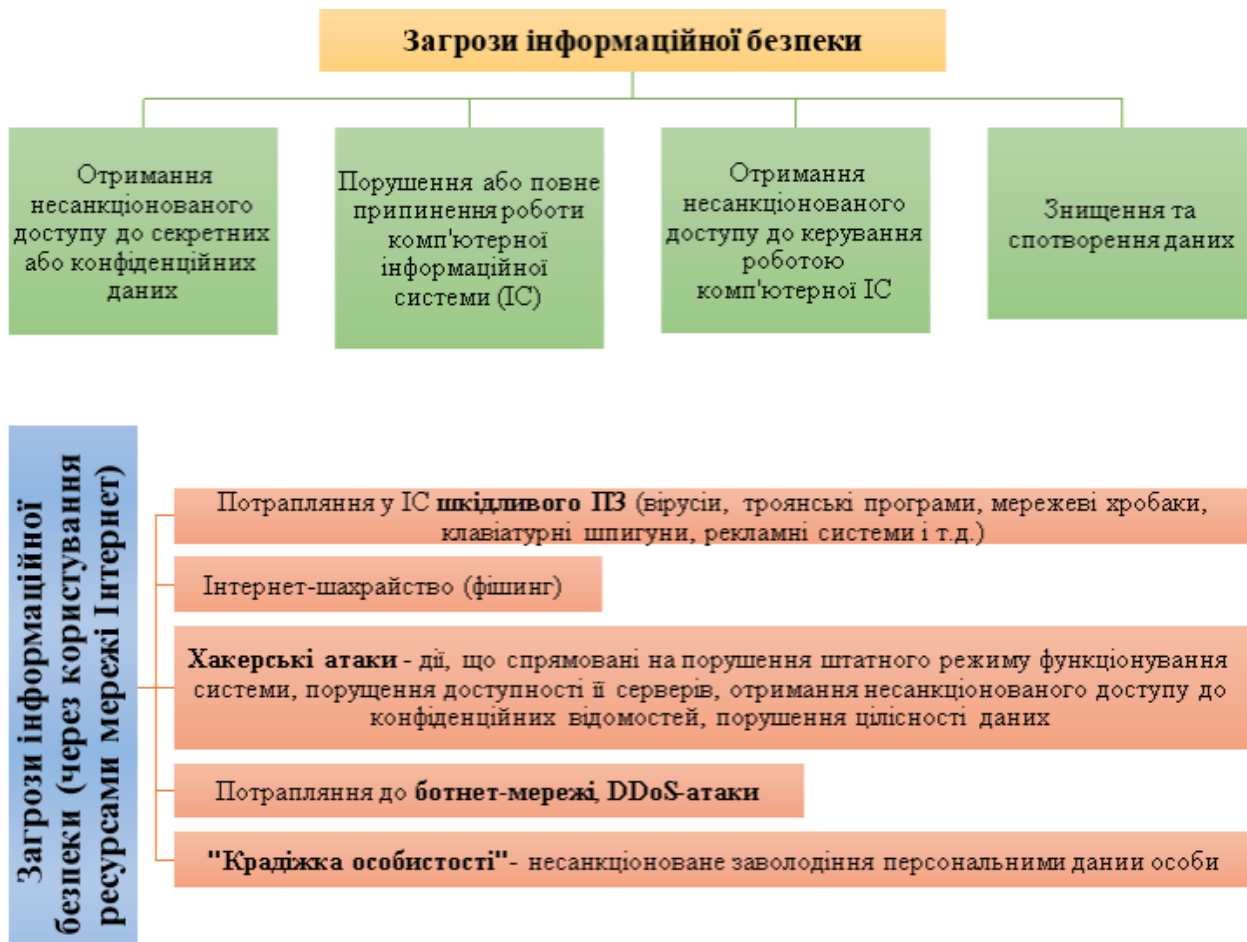 Загрози інформаційної безпеки
Отримання
несанкціонованого
доступу до секретних
або конфіденційних
даних
Порушення або повне
припинення роботи
комп'ютерної
інформаційної
системи (ІС)
Отримання
несанкціонованого
доступу до керування
роботою
комп'ютерної ІС
Знищення та
спотворення даних
Загрози інформаційної
безпеки (через користування
ресурсами мережі Інтернет)
Потрапляння у ІС шкідливого ПЗ (вірусіи, троянські програми, мережеві хробаки,
клавіатурні шпигуни, рекламні системи і т.д.)
Інтернет-шахрайство (фішинг)
Хакерські атаки - дії, що спрямовані на порушення штатного режиму функціонування
системи, порущення доступності її серверів, отримання несанкціонованого доступу до
конфіденційних відомостей, порушення цілісності даних
Потрапляння до ботнет-мережі, DDoS-атаки
"Крадіжка особистості"- несанкціоноване заволодіння персональними дании особи